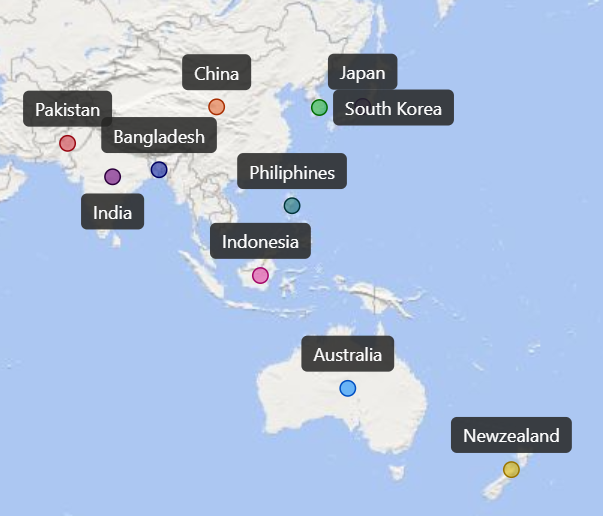 China
Japan
Pakistan
South Korea
Bangladesh
Philiphines
India
Indonesia
Australia
Newzealand